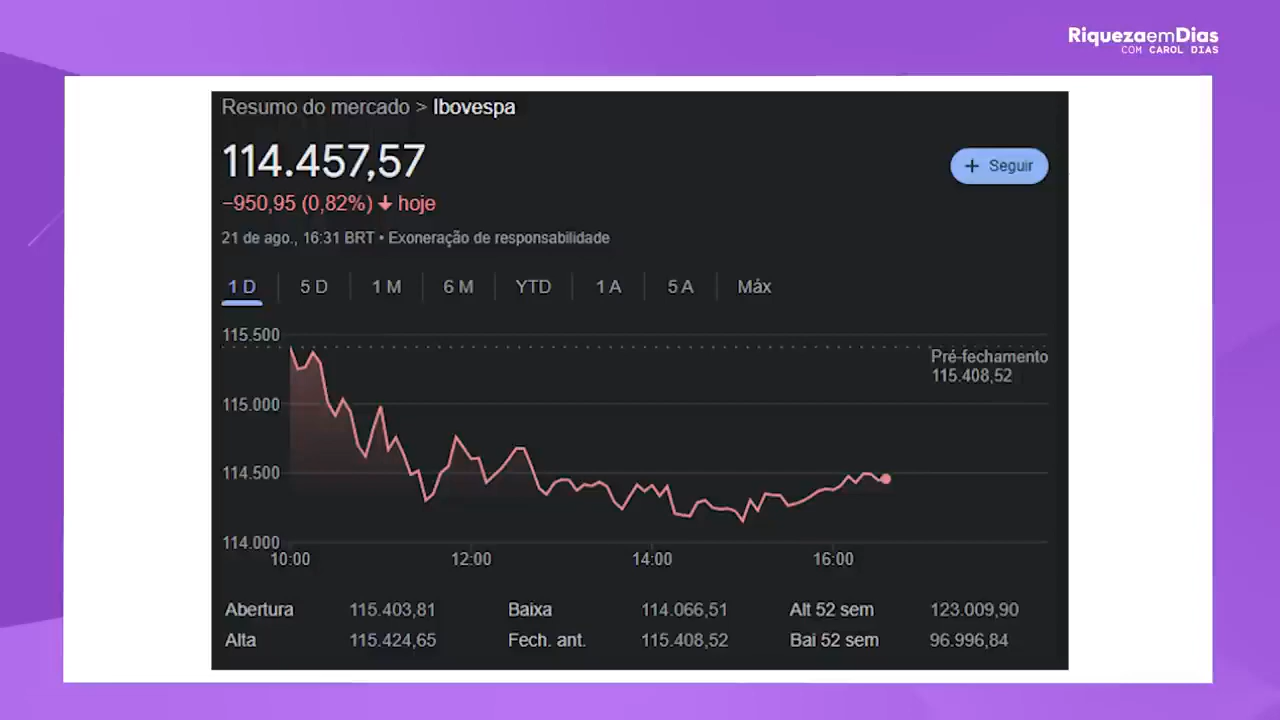 RiquezaemDias
COM CAROL DIAS
Resumo do mercado > Ibovespa
114.457,57
+ Seguir
−950,95 (0,82%) ↓ hoje
21 de ago., 16:31 BRT • Exoneração de responsabilidade
1 D 5 D 1 M 6 M YTD 1 A 5 A Máx
115.500
Pré-fechamento
115.408,52
115.000
114.500
114.000
10:00 12:00 14:00 16:00
Abertura 115.403,81 Baixa 114.066,51 Alt 52 sem 123.009,90
Alta 115.424,65 Fech. ant. 115.408,52 Bai 52 sem 96.996,84